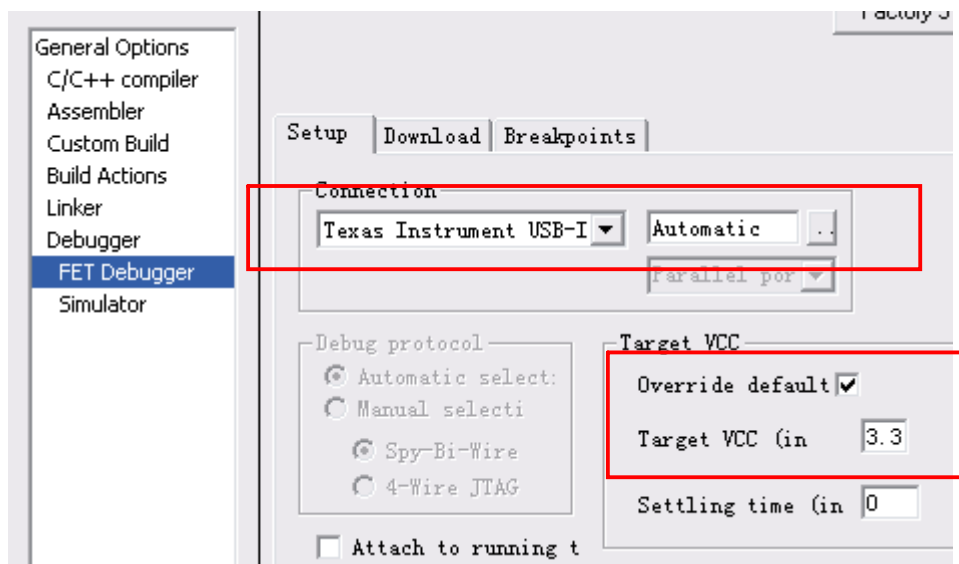 General Options
C/C++ compiler
Assembler
Custom Build
Build Actions
Linker
Debugger
FET Debugger
Simulator
Setup
Download
Breakpoints
Connection
Texas Instrument USB-I
Automatic
..
Parallel por
Debug protocol
Automatic select:
Manual selecti
Spy-Bi-Wire
4-Wire JTAG
Attach to running t
Target VCC
Override default
Target VCC (in 3.3
Settling time (in 0